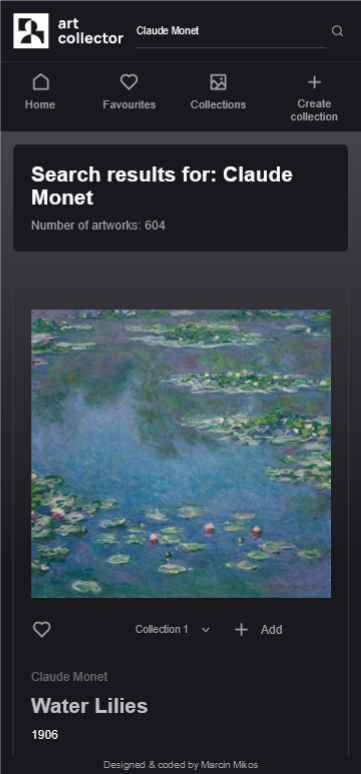 art
collector
Claude Monet
Home
Favourites
Collections
Create
collection
Search results for: Claude
Monet
Number of artworks: 604
Collection 1
Add
Claude Monet
Water Lilies
1906
Designed & coded by Marcin Mikos